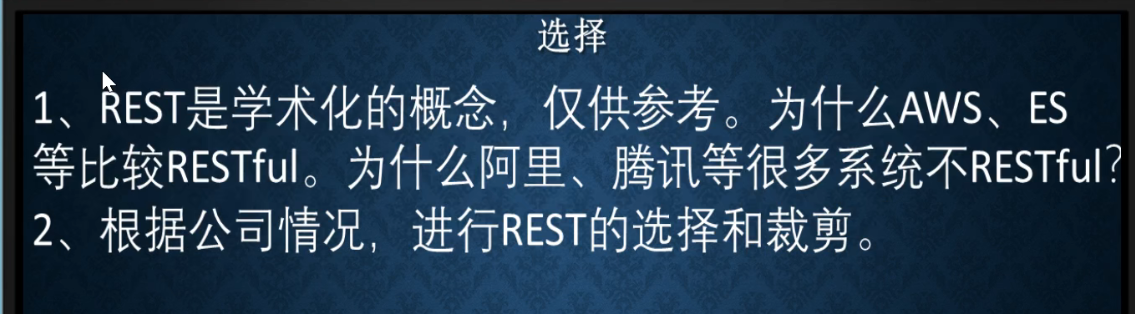 选择
1、REST是学术化的概念，仅供参考。为什么AWS、ES
等比较RESTful。为什么阿里、腾讯等很多系统不RESTful？
2、根据公司情况，进行REST的选择和裁剪。